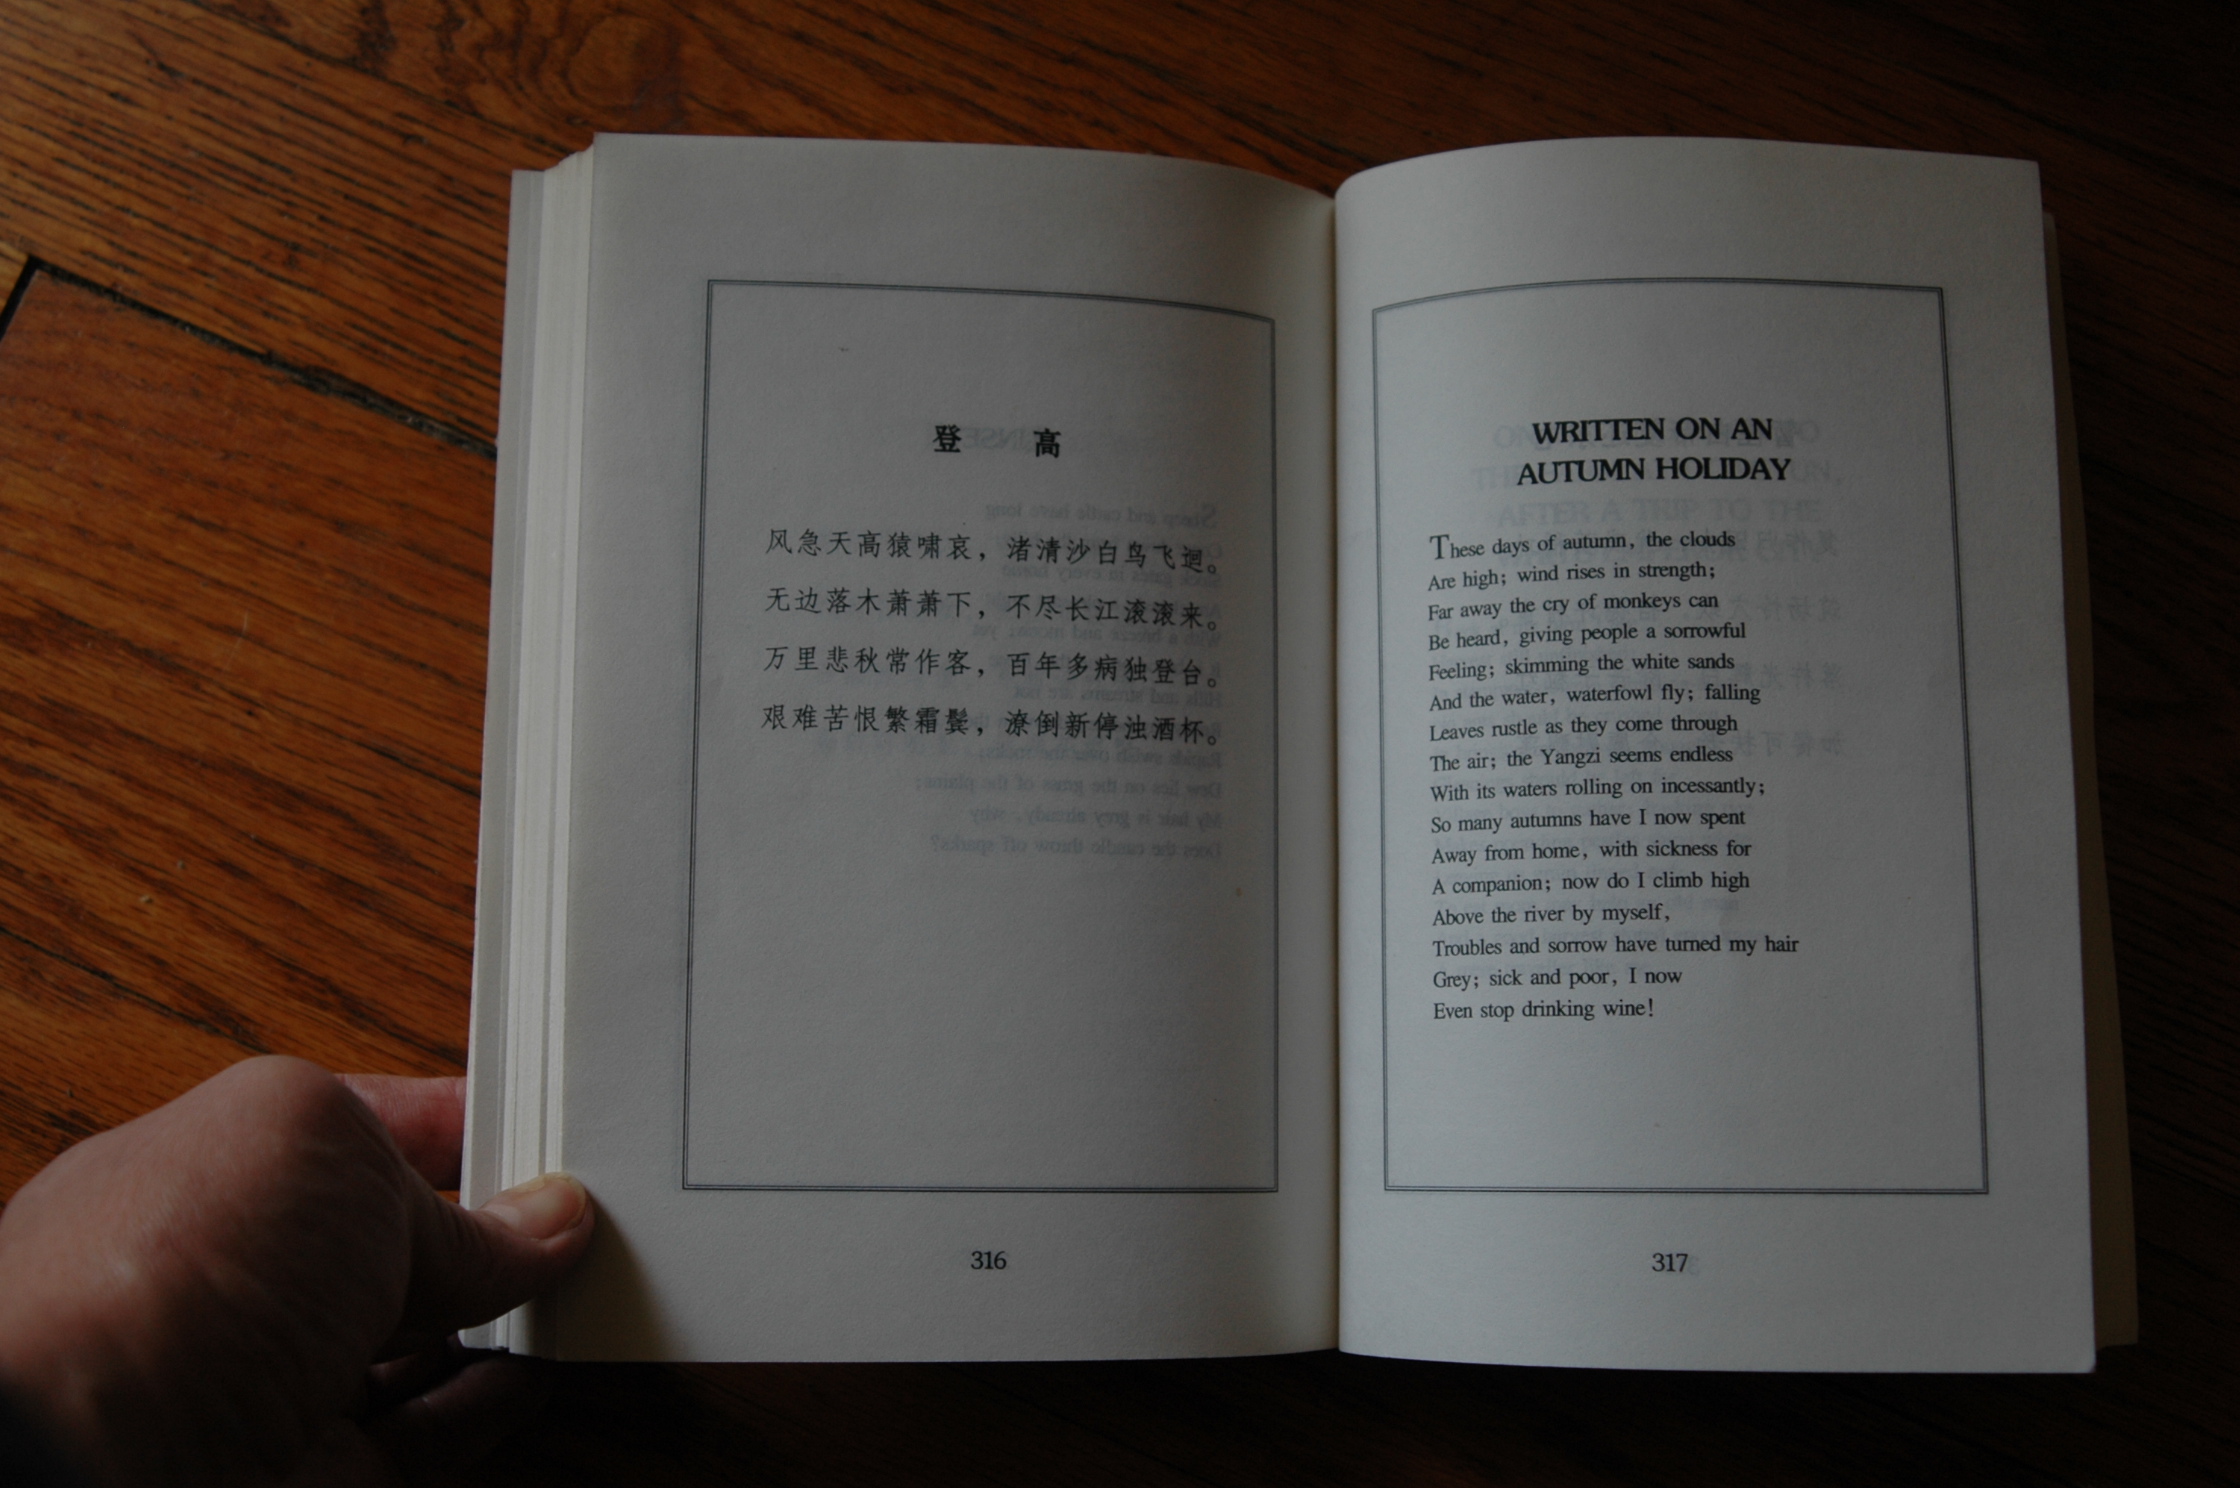 登 高
风急天高猿啸哀，渚清沙白鸟飞迴。
无边落木萧萧下，不尽长江滚滚来。
万里悲秋常作客，百年多病独登台。
艰难苦恨繁霜鬓，潦倒新停浊酒杯。
316
WRITTEN ON AN
AUTUMN HOLIDAY
These days of autumn, the clouds
Are high; wind rises in strength;
Far away the cry of monkeys can
Be heard, giving people a sorrowful
Feeling; skimming the white sands
And the water, waterfowl fly; falling
Leaves rustle as they come through
The air; the Yangzi seems endless
With its waters rolling on incessantly;
So many autumns have I now spent
Away from home, with sickness for
A companion; now do I climb high
Above the river by myself,
Troubles and sorrow have turned my hair
Grey; sick and poor, I now
Even stop drinking wine!
317